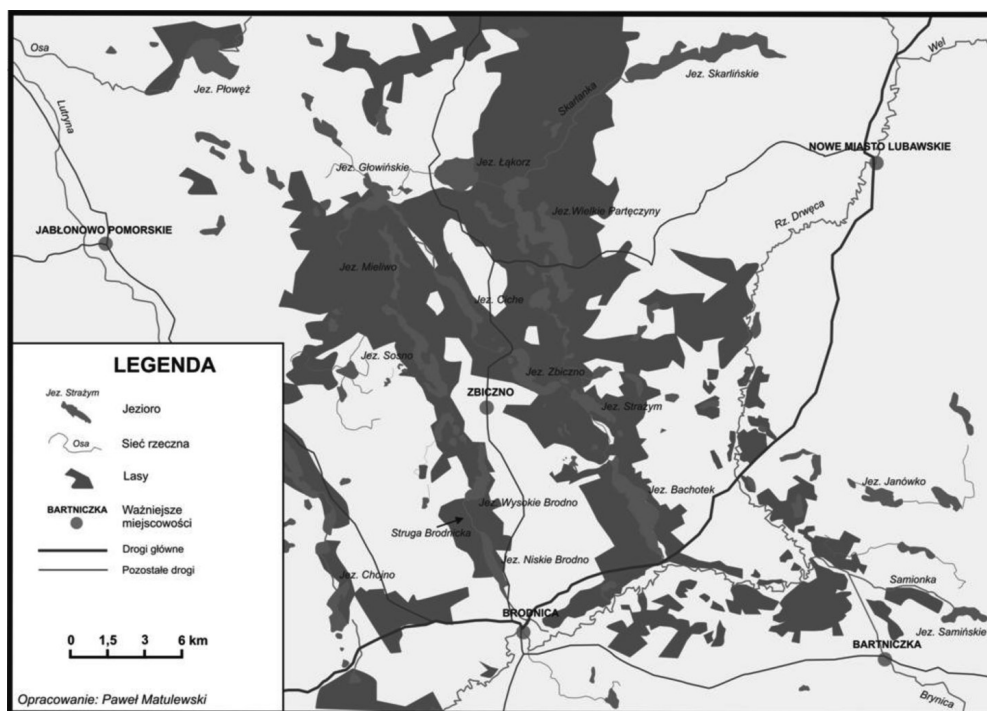 Osa
Wel
Jez. Skarlińskie
Jez. Płowęż
Skarlanka
Lutryna
NOWE MIASTO LUBAWSKIE
Jez. Łąkorz
Jez. Głowińskie
Jez.Wielkie Partęczyny
Rz. Drwęca
JABŁONOWO POMORSKIE
Jez. Mieliwo
Jez. Ciche
Jez. Sosno
Jez. Zbiczno
ZBICZNO
Jez. Strażym
Jez. Bachotek
Jez. Janówko
Jez. Wysokie Brodno
Struga Brodnicka
Jez. Niskie Brodno
Jez. Chojno
Samionka
BRODNICA
Jez. Samińskie
BARTNICZKA
Brynica
LEGENDA
Jez. Strażym
Jezioro
Osa
Sieć rzeczna
Lasy
BARTNICZKA
Ważniejsze
miejscowości
Drogi główne
Pozostałe drogi
0 1,5 3 6 km
Opracowanie: Paweł Matulewski